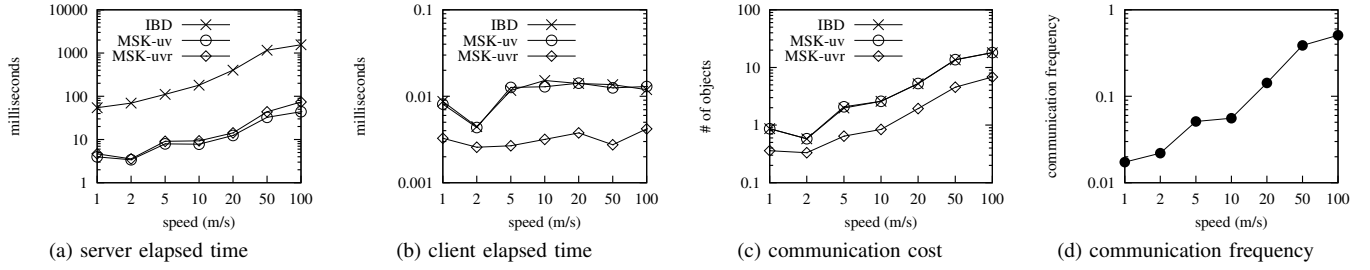 milliseconds
10000
1000
100
10
1
IBD
MSK-uv
MSK-uvr
1 2 5 10 20 50 100
speed (m/s)
(a) server elapsed time
milliseconds
0.1
0.01
0.001
IBD
MSK-uv
MSK-uvr
1 2 5 10 20 50 100
speed (m/s)
(b) client elapsed time
# of objects
100
10
1
0.1
IBD
MSK-uv
MSK-uvr
1 2 5 10 20 50 100
speed (m/s)
(c) communication cost
communication frequency
1
0.1
0.01
1 2 5 10 20 50 100
speed (m/s)
(d) communication frequency